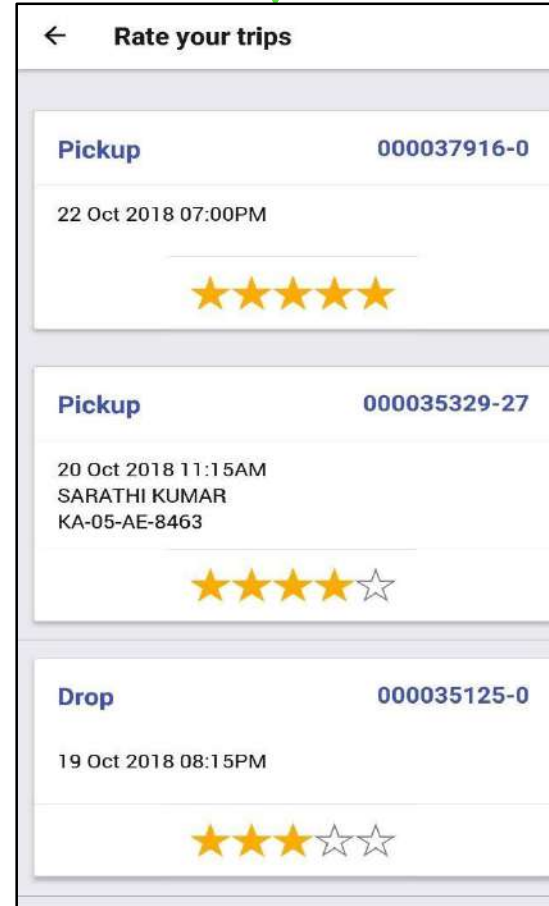 Rate your trips
Pickup 000037916-0
22 Oct 2018 07:00PM
Pickup 000035329-27
20 Oct 2018 11:15AM
SARATHI KUMAR
KA-05-AE-8463
Drop 000035125-0
19 Oct 2018 08:15PM